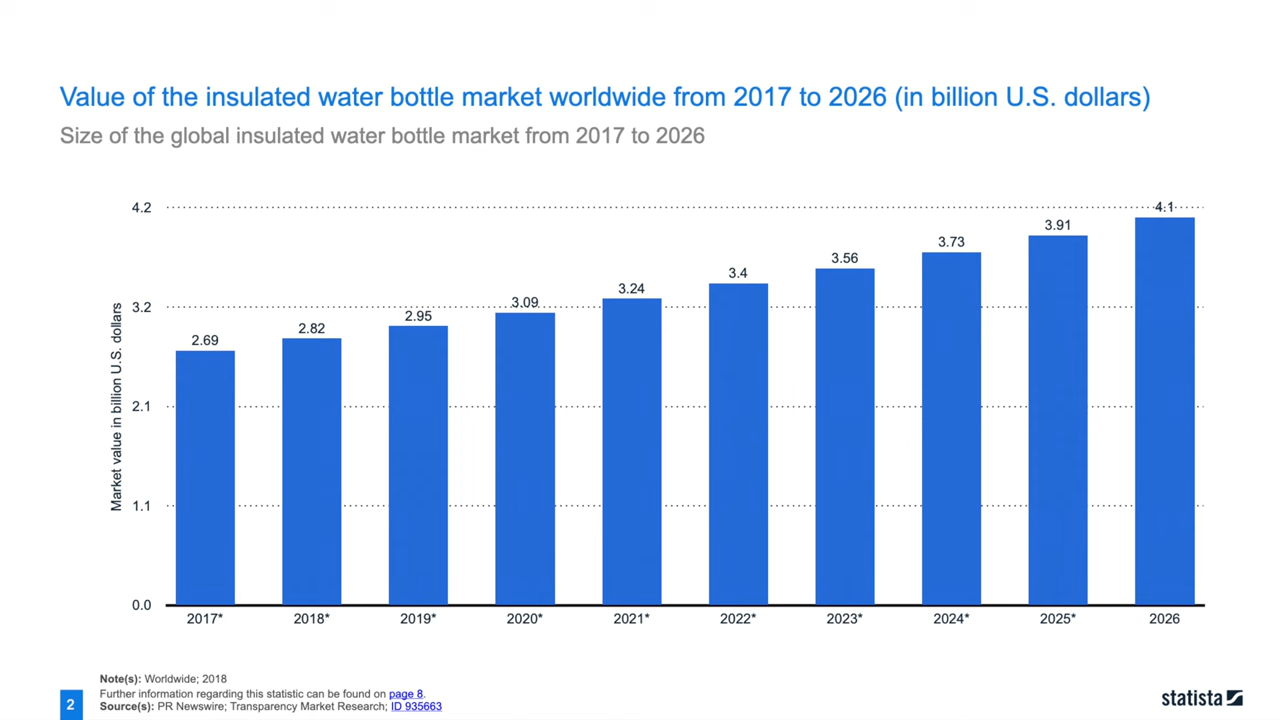 Value of the insulated water bottle market worldwide from 2017 to 2026 (in billion U.S. dollars)
Size of the global insulated water bottle market from 2017 to 2026
Market value in billion U.S. dollars
4.2
3.2
2.1
1.1
0.0
2.69
2.82
2.95
3.09
3.24
3.4
3.56
3.73
3.91
4.1
2017* 2018* 2019* 2020* 2021* 2022* 2023* 2024* 2025* 2026
Note(s): Worldwide; 2018
Further information regarding this statistic can be found on page 8.
Source(s): PR Newswire; Transparency Market Research; ID 935663
2
statista